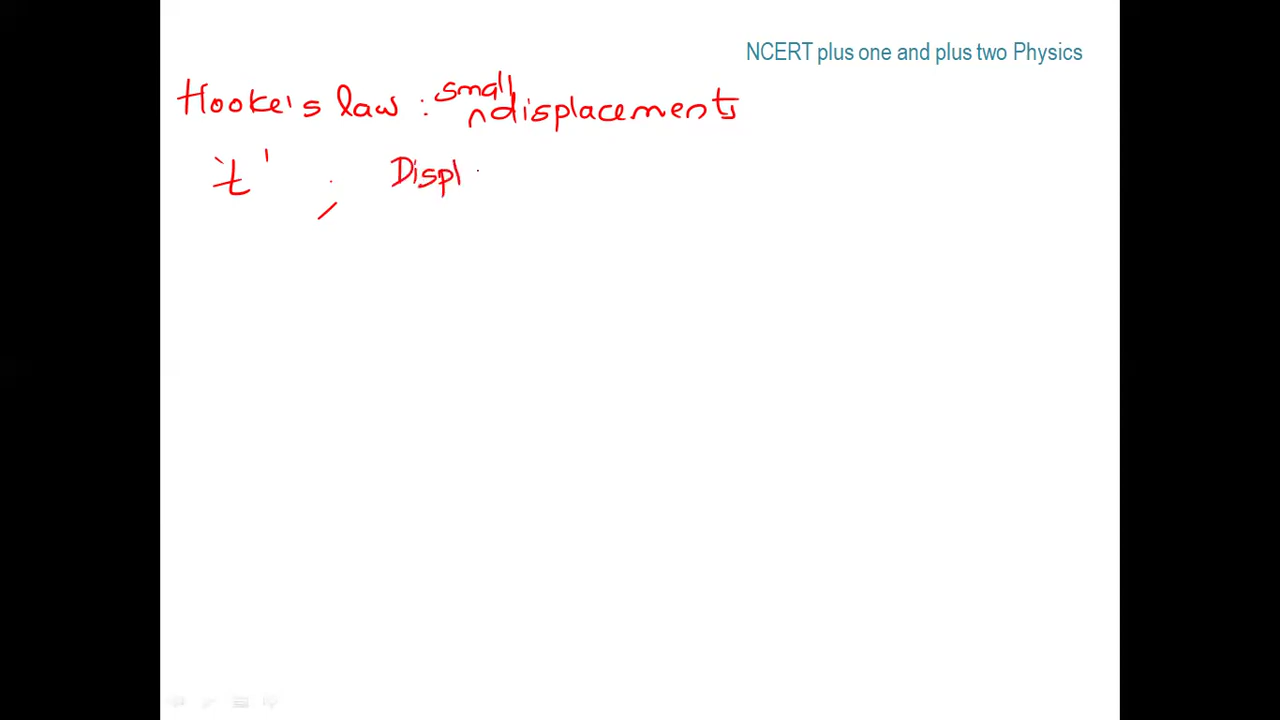 NCERT plus one and plus two Physics
Hooke's law : small displacements
't' ; Displ